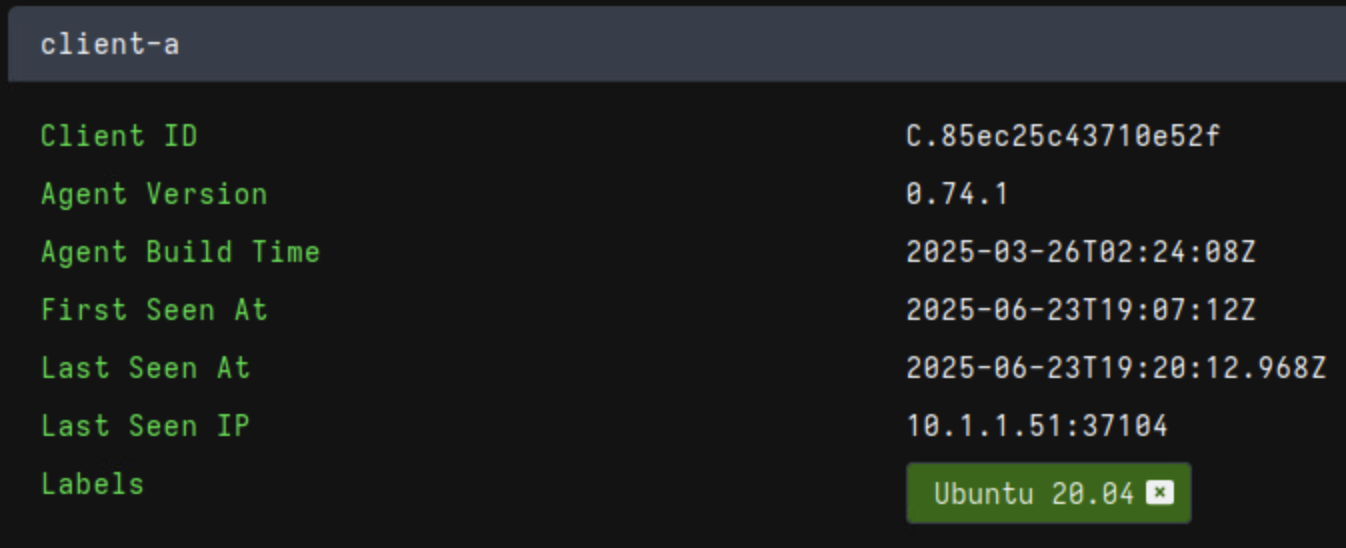 client-a
Client ID C.85ec25c43710e52f
Agent Version 0.74.1
Agent Build Time 2025-03-26T02:24:08Z
First Seen At 2025-06-23T19:07:12Z
Last Seen At 2025-06-23T19:20:12.968Z
Last Seen IP 10.1.1.51:37104
Labels Ubuntu 20.04